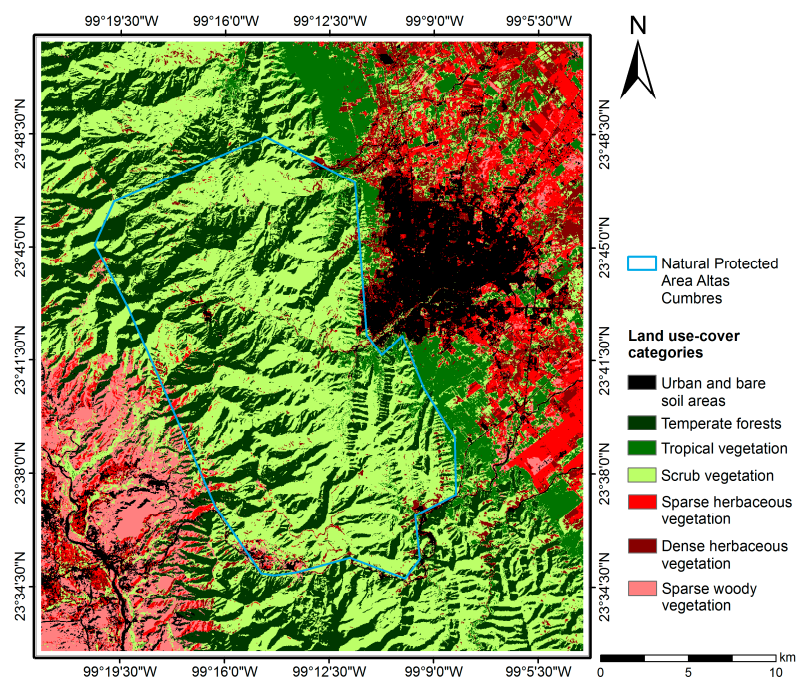 99°19'30"W 99°16'0"W 99°12'30"W 99°9'0"W 99°5'30"W
N
23°48'30"N 23°48'30"N
23°45'0"N 23°45'0"N
23°41'30"N 23°41'30"N
23°38'0"N 23°38'0"N
23°34'30"N 23°34'30"N
Natural Protected
Area Altas
Cumbres
Land use-cover
categories
Urban and bare
soil areas
Temperate forests
Tropical vegetation
Scrub vegetation
Sparse herbaceous
vegetation
Dense herbaceous
vegetation
Sparse woody
vegetation
99°19'30"W 99°16'0"W 99°12'30"W 99°9'0"W 99°5'30"W
km
0 5 10